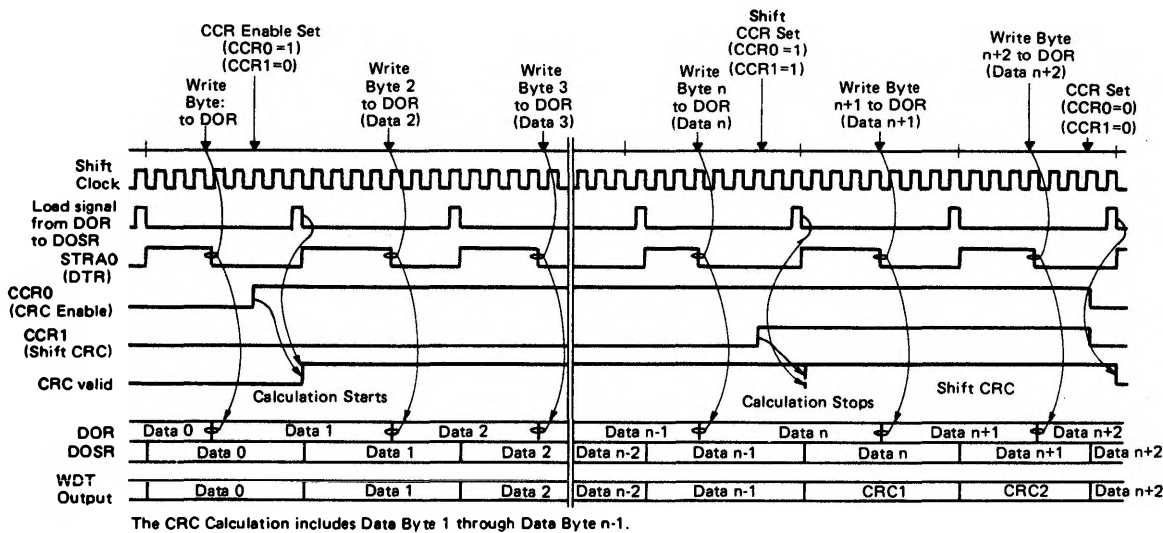 CCR Enable Set
(CCR0=1)
(CCR1=0)
Write
Byte:
to DOR
Write
Byte 2
to DOR
(Data 2)
Write
Byte 3
to DOR
(Data 3)
Write
Byte n
to DOR
(Data n)
Shift
CCR Set
(CCR0=1)
(CCR1=1)
Write Byte
n+1 to DOR
(Data n+1)
Write Byte
n+2 to DOR
(Data n+2)
CCR Set
(CCR0=0)
(CCR1=0)
Shift
Clock
Load signal
from DOR
to DOSR
STRA0
(DTR)
CCR0
(CRC Enable)
CCR1
(Shift CRC)
CRC valid
Calculation Starts
Calculation Stops
Shift CRC
DOR Data 0 Data 1 Data 2 Data n-1 Data n Data n+1 Data n+2
DOSR Data 0 Data 1 Data 2 Data n-2 Data n-1 Data n Data n+1 Data n+2
WDT
Output Data 0 Data 1 Data 2 Data n-2 Data n-1 CRC1 CRC2 Data n+2
The CRC Calculation includes Data Byte 1 through Data Byte n-1.